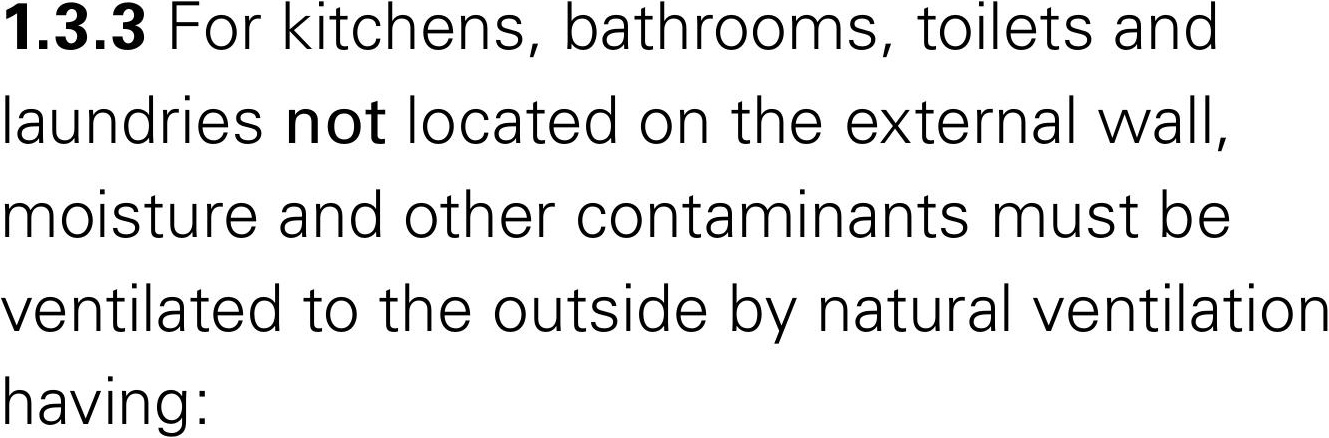 1.3.3 For kitchens, bathrooms, toilets and
laundries not located on the external wall,
moisture and other contaminants must be
ventilated to the outside by natural ventilation
having: